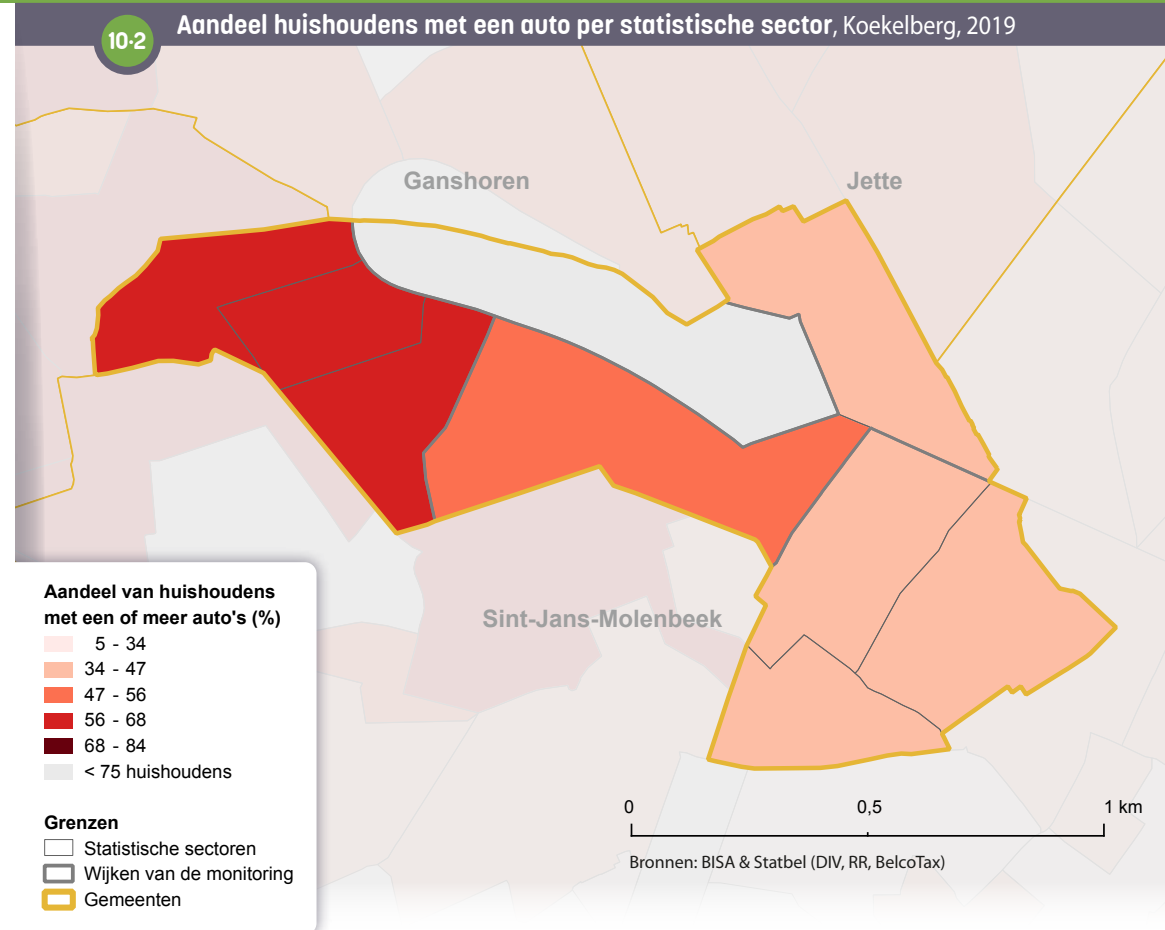 10·2
Aandeel huishoudens met een auto per statistische sector, Koekelberg, 2019
Ganshoren
Jette
Sint-Jans-Molenbeek
Aandeel van huishoudens
met een of meer auto's (%)
5 - 34
34 - 47
47 - 56
56 - 68
68 - 84
< 75 huishoudens
Grenzen
Statistische sectoren
Wijken van de monitoring
Gemeenten
0 0,5 1 km
Bronnen: BISA & Statbel (DIV, RR, BelcoTax)